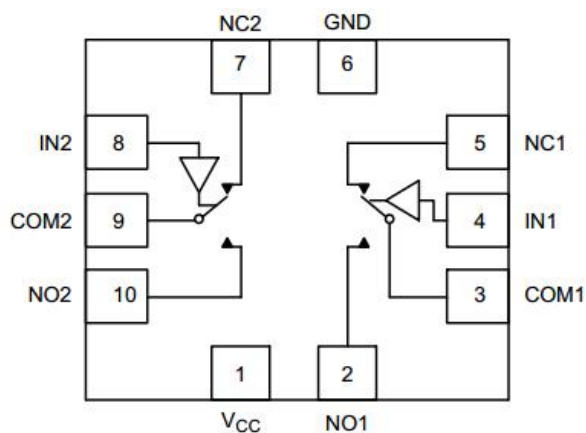 NC2 GND
7 6
IN2 8 5 NC1
COM2 9 4 IN1
NO2 10 3 COM1
1 2
VCC NO1